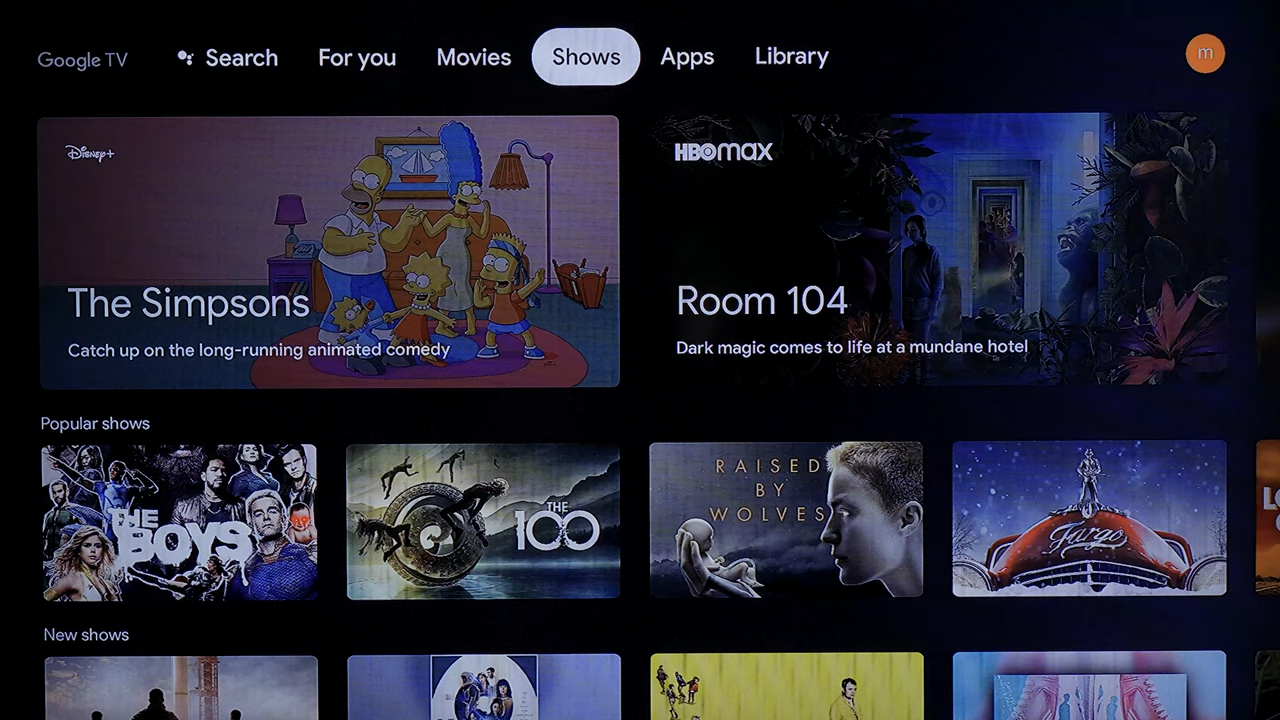 Google TV
Search
For you
Movies
Shows
Apps
Library
m
Disney+
The Simpsons
Catch up on the long-running animated comedy
HBOmax
Room 104
Dark magic comes to life at a mundane hotel
Popular shows
THE
BOYS
THE
100
RAISED
BY
WOLVES
Fargo
New shows